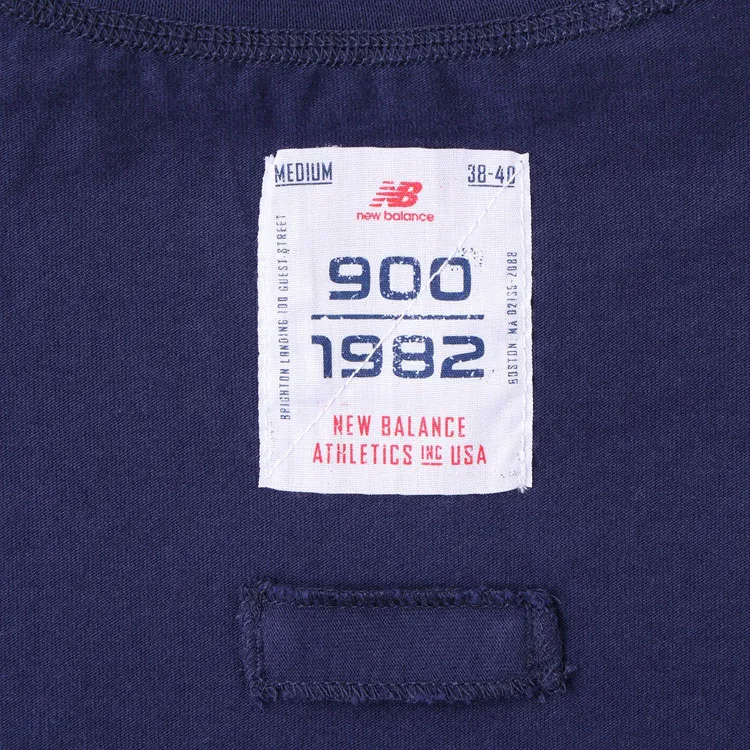 MEDIUM
38-40
NB
new balance
900
1982
NEW BALANCE
ATHLETICS INC USA
BRIGHTON LANDING 100 GUEST STREET
BOSTON MA 02135-2088